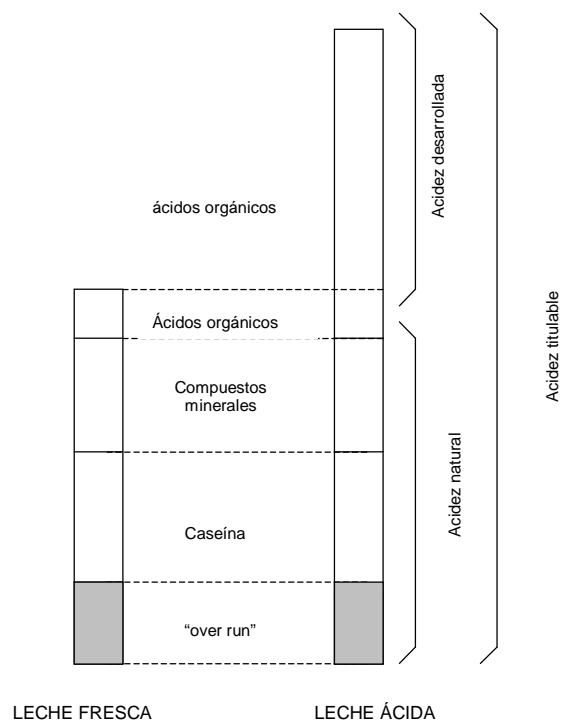 Acidez desarrollada
ácidos orgánicos
Acidez titulable
Ácidos orgánicos
Compuestos
minerales
Acidez natural
Caseína
“over run”
LECHE FRESCA
LECHE ÁCIDA